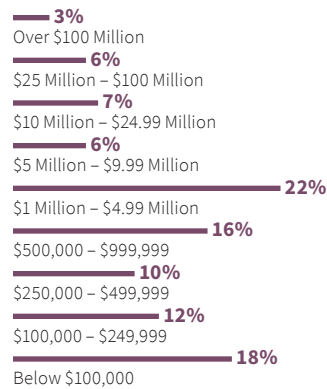 3%
Over $100 Million
6%
$25 Million – $100 Million
7%
$10 Million – $24.99 Million
6%
$5 Million – $9.99 Million
22%
$1 Million – $4.99 Million
16%
$500,000 – $999,999
10%
$250,000 – $499,999
12%
$100,000 – $249,999
18%
Below $100,000